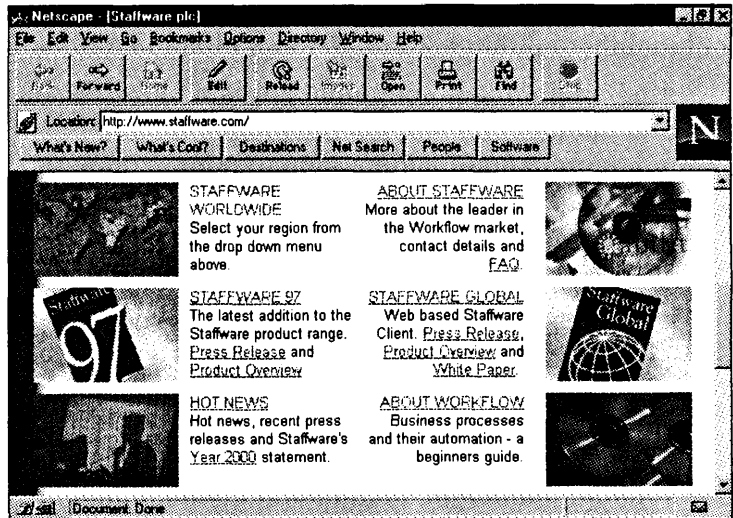 Netscape - [Staffware plc]
File Edit View Go Bookmarks Options Directory Window Help
Back Forward Home Edit Reload Images Open Print Find Stop
Location: http://www.staffware.com/
N
What's New? What's Cool? Destinations Net Search People Software
STAFFWARE
WORLDWIDE
Select your region from
the drop down menu
above.
ABOUT STAFFWARE
More about the leader in
the Workflow market,
contact details and
FAQ.
Staffware
97
STAFFWARE 97
The latest addition to the
Staffware product range.
Press Release and
Product Overview
STAFFWARE GLOBAL
Web based Staffware
Client. Press Release,
Product Overview and
White Paper.
Staffware
Global
HOT NEWS
Hot news, recent press
releases and Staffware's
Year 2000 statement.
ABOUT WORKFLOW
Business processes
and their automation - a
beginners guide.
Document: Done